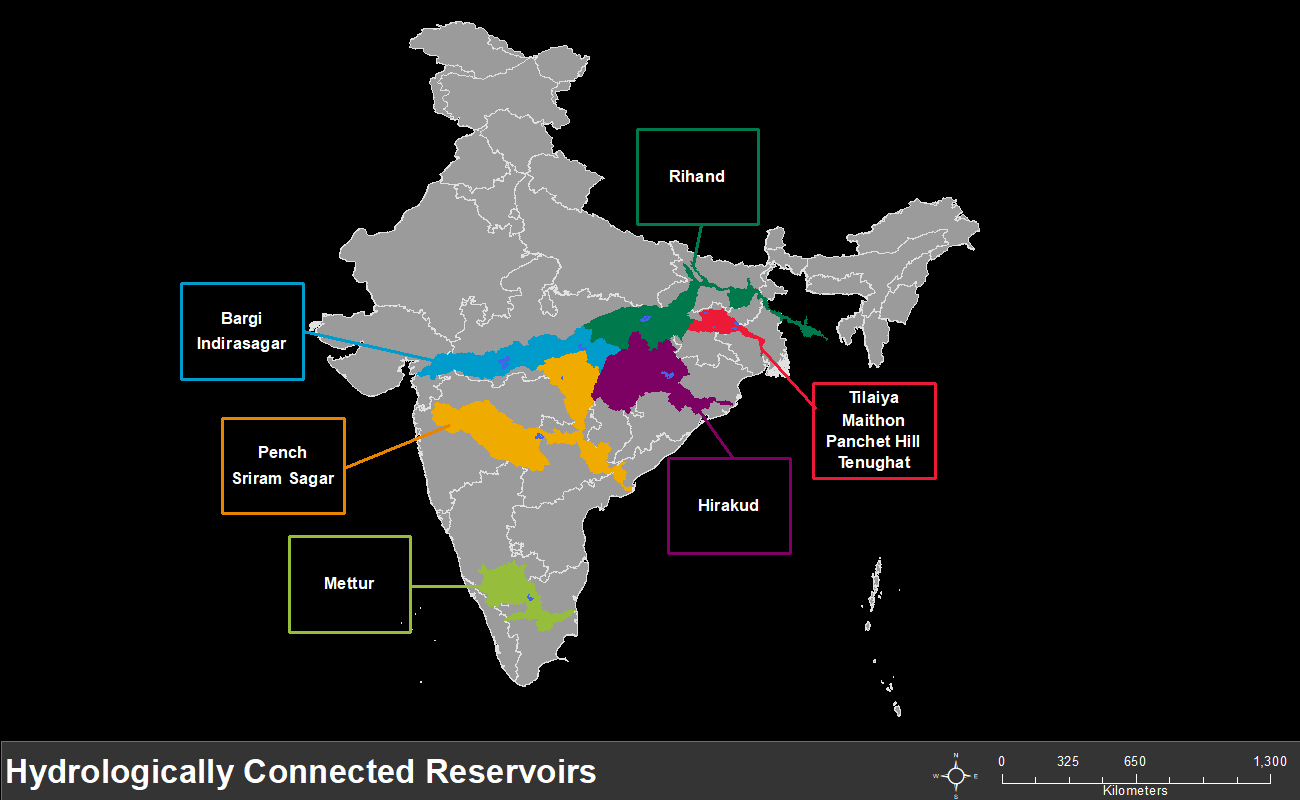 Rihand
Bargi
Indirasagar
Tilaiya
Maithon
Panchet Hill
Tenughat
Pench
Sriram Sagar
Hirakud
Mettur
Hydrologically Connected Reservoirs
N
W E
S
0 325 650 1,300
Kilometers